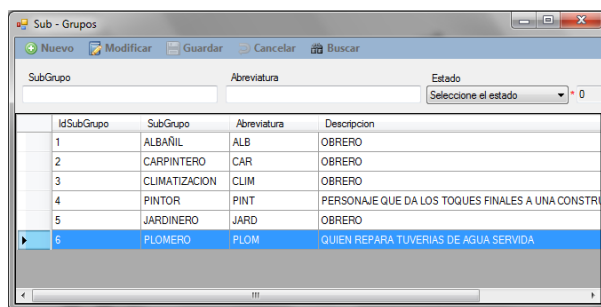 Sub - Grupos
Nuevo Modificar Guardar Cancelar Buscar
SubGrupo Abreviatura Estado
Seleccione el estado * 0
IdSubGrupo SubGrupo Abreviatura Descripcion
1 ALBAÑIL ALB OBRERO
2 CARPINTERO CAR OBRERO
3 CLIMATIZACION CLIM OBRERO
4 PINTOR PINT PERSONAJE QUE DA LOS TOQUES FINALES A UNA CONSTRU
5 JARDINERO JARD OBRERO
6 PLOMERO PLOM QUIEN REPARA TUVERIAS DE AGUA SERVIDA